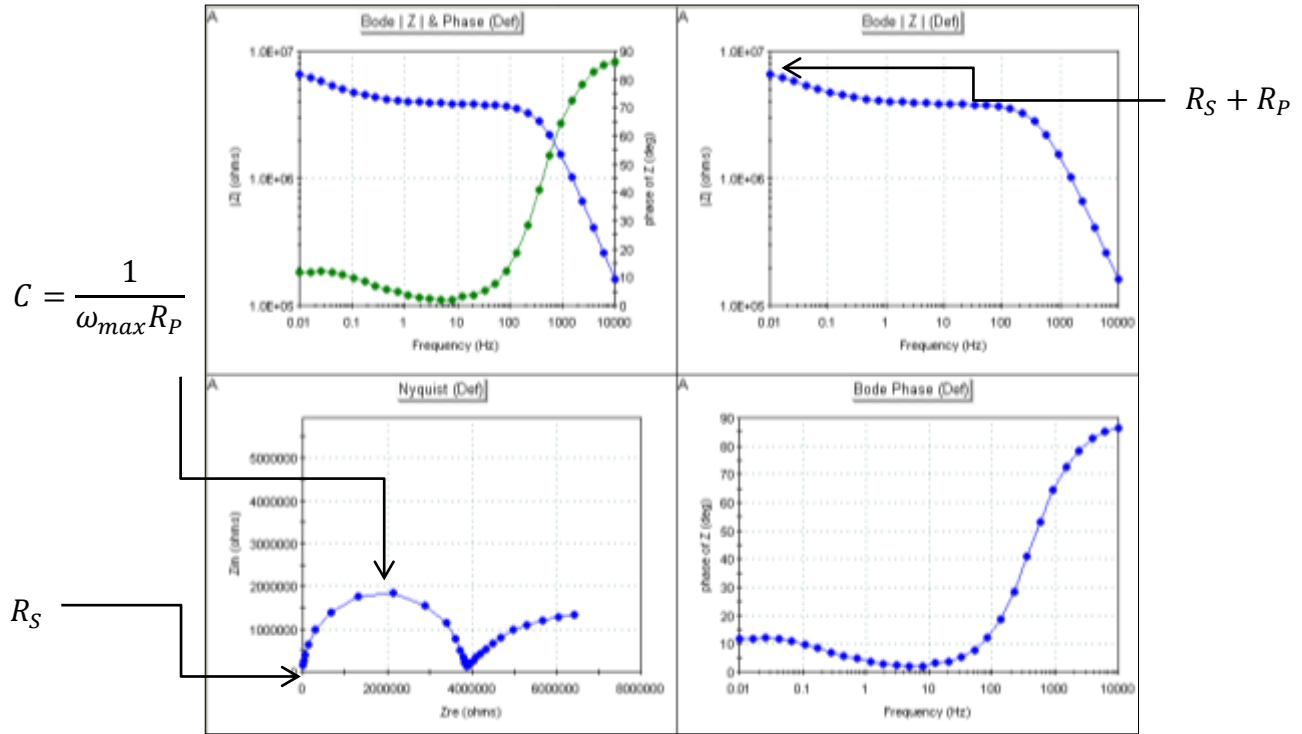 A
Bode | Z | & Phase (Def)
1.0E+07
1.0E+06
1.0E+05
|Z| (ohms)
90
80
70
60
50
40
30
20
10
0
phase of Z (deg)
0.01 0.1 1 10 100 1000 10000
Frequency (Hz)
A
Bode | Z | (Def)
1.0E+07
1.0E+06
1.0E+05
|Z| (ohms)
0.01 0.1 1 10 100 1000 10000
Frequency (Hz)
R_S + R_P
C = 1 / ω_max R_P
A
Nyquist (Def)
5000000
4000000
3000000
2000000
1000000
0
Zim (ohms)
0 2000000 4000000 6000000 8000000
Zre (ohms)
R_S
A
Bode Phase (Def)
90
80
70
60
50
40
30
20
10
0
phase of Z (deg)
0.01 0.1 1 10 100 1000 10000
Frequency (Hz)